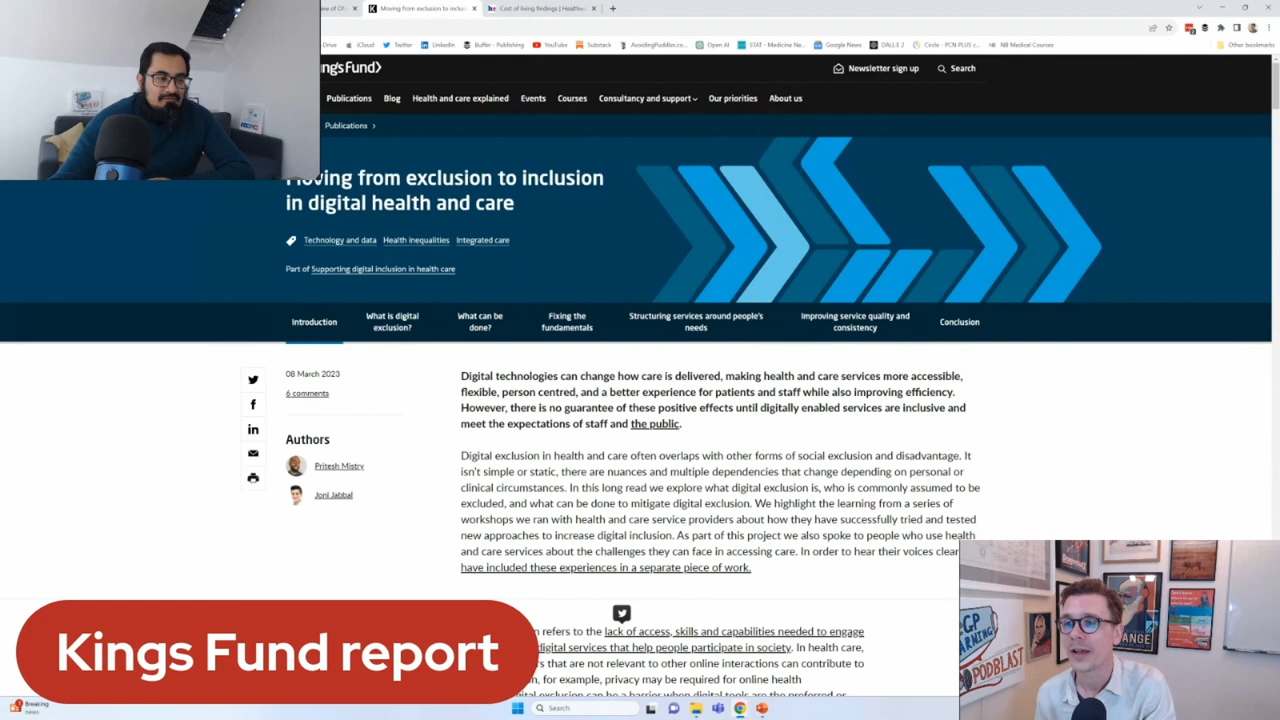 Moving from exclusion to inclus
Cost of living findings | Healthw
Drive
iCloud
Twitter
LinkedIn
Buffer - Publishing
YouTube
Substack
AvoidingPuddles.co...
Open AI
STAT - Medicine Ne...
Google News
DALL·E 2
Circle - PCN PLUS c...
NB Medical Courses
Other bookmarks
Newsletter sign up
Search
Publications
Blog
Health and care explained
Events
Courses
Consultancy and support
Our priorities
About us
Publications >
Moving from exclusion to inclusion
in digital health and care
Technology and data Health inequalities Integrated care
Part of Supporting digital inclusion in health care
Introduction
What is digital
exclusion?
What can be
done?
Fixing the
fundamentals
Structuring services around people's
needs
Improving service quality and
consistency
Conclusion
08 March 2023
6 comments
Authors
Pritesh Mistry
Joni Jabbal
Digital technologies can change how care is delivered, making health and care services more accessible,
flexible, person centred, and a better experience for patients and staff while also improving efficiency.
However, there is no guarantee of these positive effects until digitally enabled services are inclusive and
meet the expectations of staff and the public.
Digital exclusion in health and care often overlaps with other forms of social exclusion and disadvantage. It
isn't simple or static, there are nuances and multiple dependencies that change depending on personal or
clinical circumstances. In this long read we explore what digital exclusion is, who is commonly assumed to be
excluded, and what can be done to mitigate digital exclusion. We highlight the learning from a series of
workshops we ran with health and care service providers about how they have successfully tried and tested
new approaches to increase digital inclusion. As part of this project we also spoke to people who use health
and care services about the challenges they can face in accessing care. In order to hear their voices clea
have included these experiences in a separate piece of work.
n refers to the lack of access, skills and capabilities needed to engage
digital services that help people participate in society. In health care,
rs that are not relevant to other online interactions can contribute to
n, for example, privacy may be required for online health
gital exclusion can be a barrier when digital tools are the preferred or
Kings Fund report
GP
LEARNING
PODBLAST
CHANGE
Breaking
news
Search